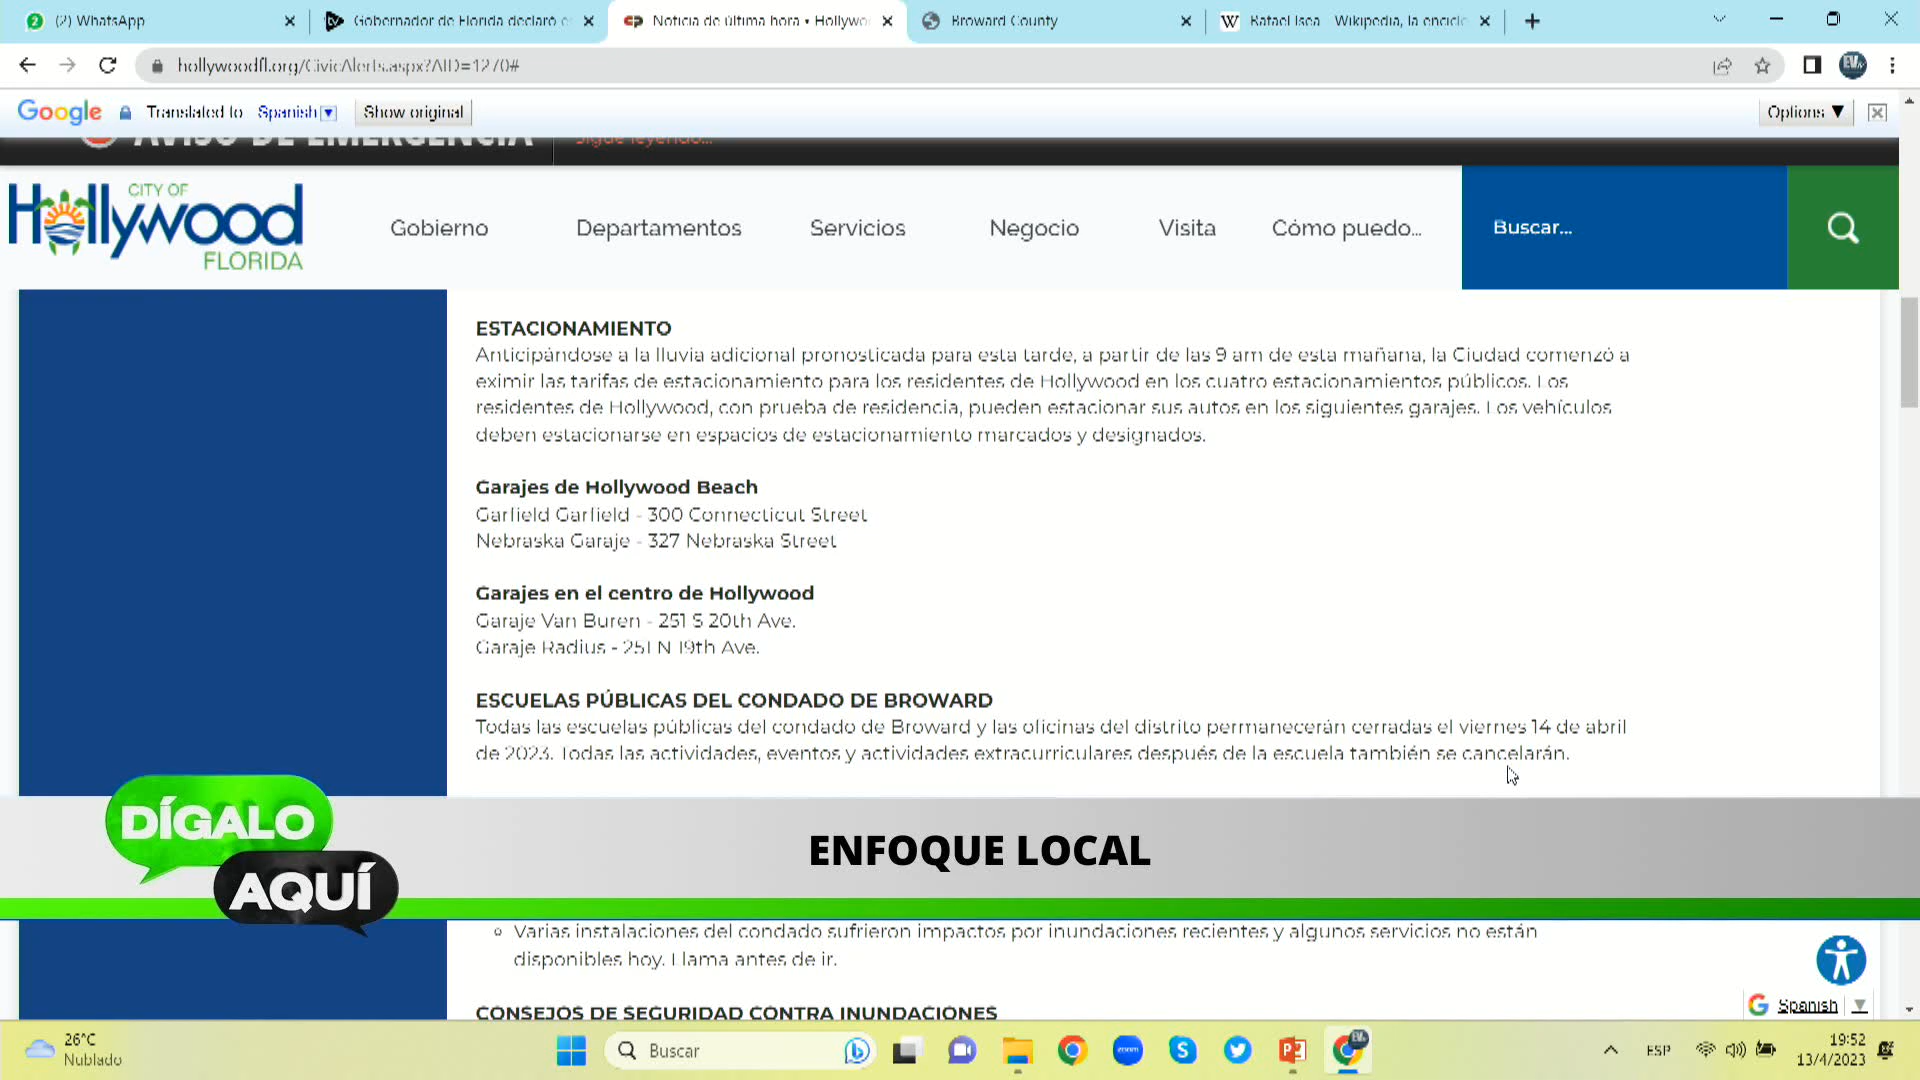 (2) WhatsApp
Gobernador de Florida declaró e
Noticia de última hora • Hollywo
Broward County
Rafael Isea - Wikipedia, la encicle
hollywoodfl.org/CivicAlerts.aspx?AID=1270#
Google Translated to Spanish Show original
Options ▼
AVISO DE EMERGENCIA
Sigue leyendo...
CITY OF
Hollywood
FLORIDA
Gobierno Departamentos Servicios Negocio Visita Cómo puedo... Buscar...
ESTACIONAMIENTO
Anticipándose a la lluvia adicional pronosticada para esta tarde, a partir de las 9 am de esta mañana, la Ciudad comenzó a
eximir las tarifas de estacionamiento para los residentes de Hollywood en los cuatro estacionamientos públicos. Los
residentes de Hollywood, con prueba de residencia, pueden estacionar sus autos en los siguientes garajes. Los vehículos
deben estacionarse en espacios de estacionamiento marcados y designados.
Garajes de Hollywood Beach
Garfield Garfield - 300 Connecticut Street
Nebraska Garaje - 327 Nebraska Street
Garajes en el centro de Hollywood
Garaje Van Buren - 251 S 20th Ave.
Garaje Radius - 251 N 19th Ave.
ESCUELAS PÚBLICAS DEL CONDADO DE BROWARD
Todas las escuelas públicas del condado de Broward y las oficinas del distrito permanecerán cerradas el viernes 14 de abril
de 2023. Todas las actividades, eventos y actividades extracurriculares después de la escuela también se cancelarán.
DÍGALO
AQUÍ
ENFOQUE LOCAL
Varias instalaciones del condado sufrieron impactos por inundaciones recientes y algunos servicios no están
disponibles hoy. Llama antes de ir.
CONSEJOS DE SEGURIDAD CONTRA INUNDACIONES
Spanish
26°C
Nublado
Buscar
zoom
ESP
19:52
13/4/2023